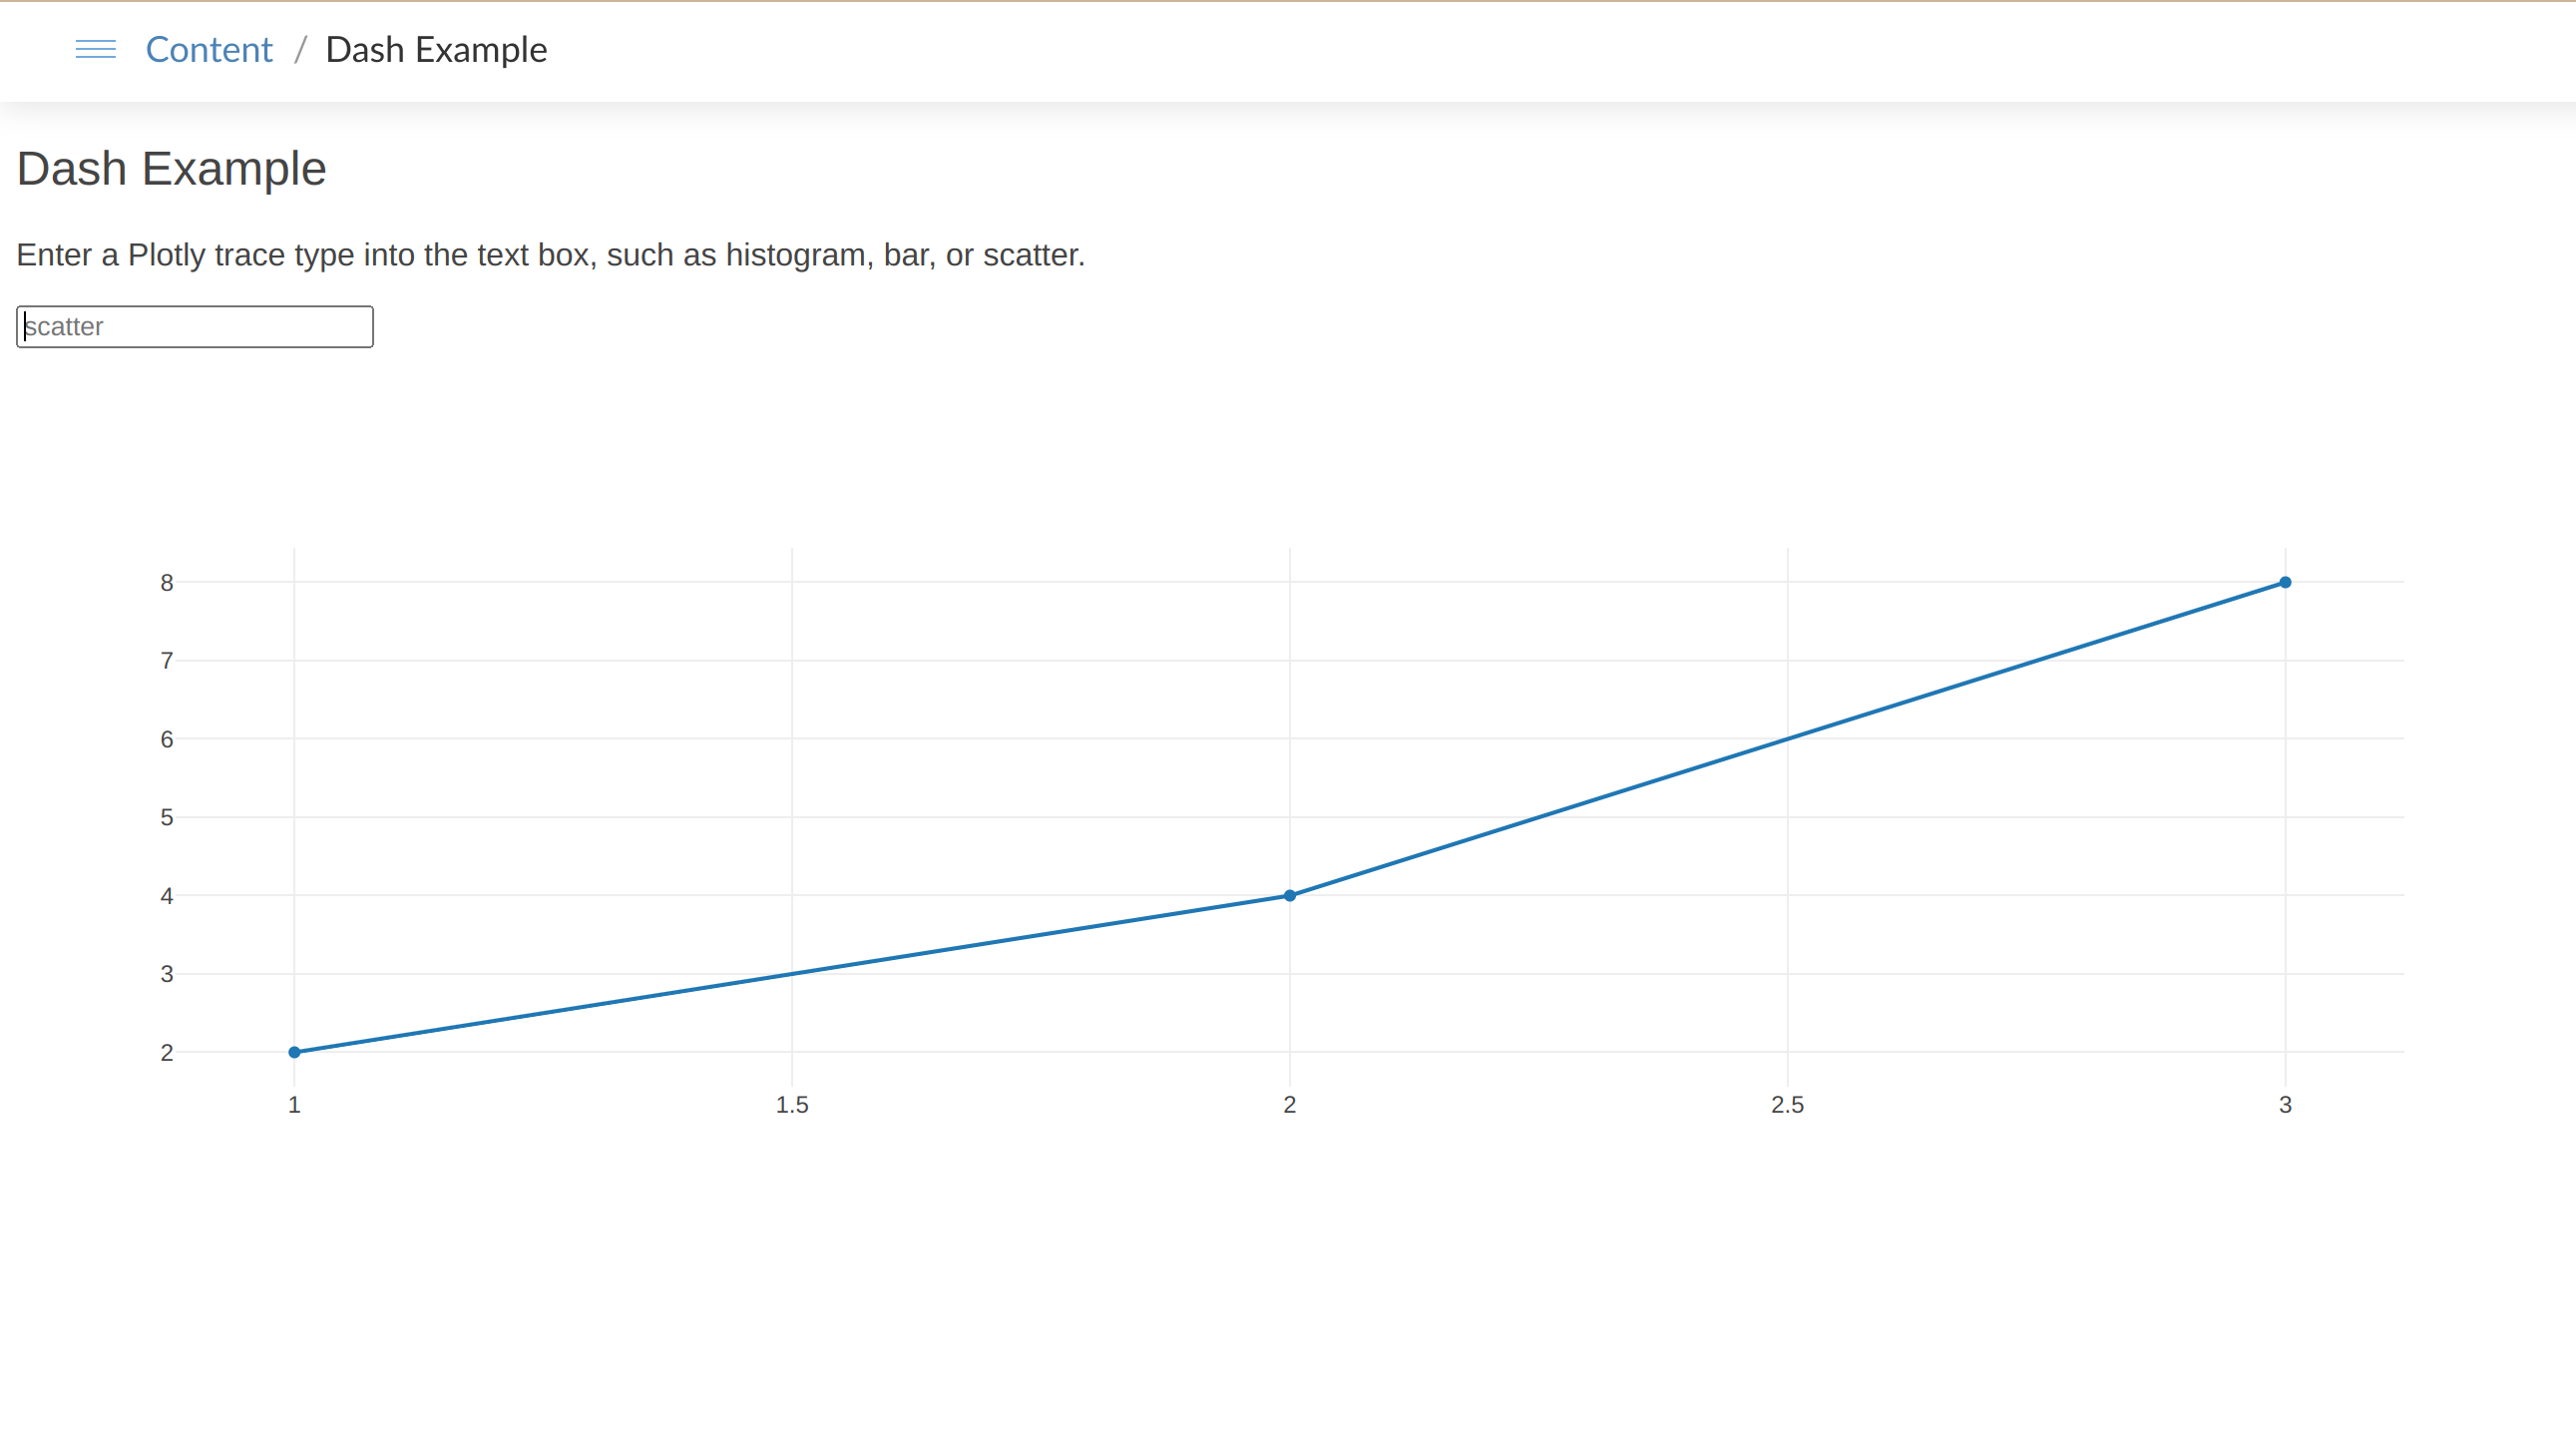 Content / Dash Example
Dash Example
Enter a Plotly trace type into the text box, such as histogram, bar, or scatter.
scatter
8
7
6
5
4
3
2
1 1.5 2 2.5 3